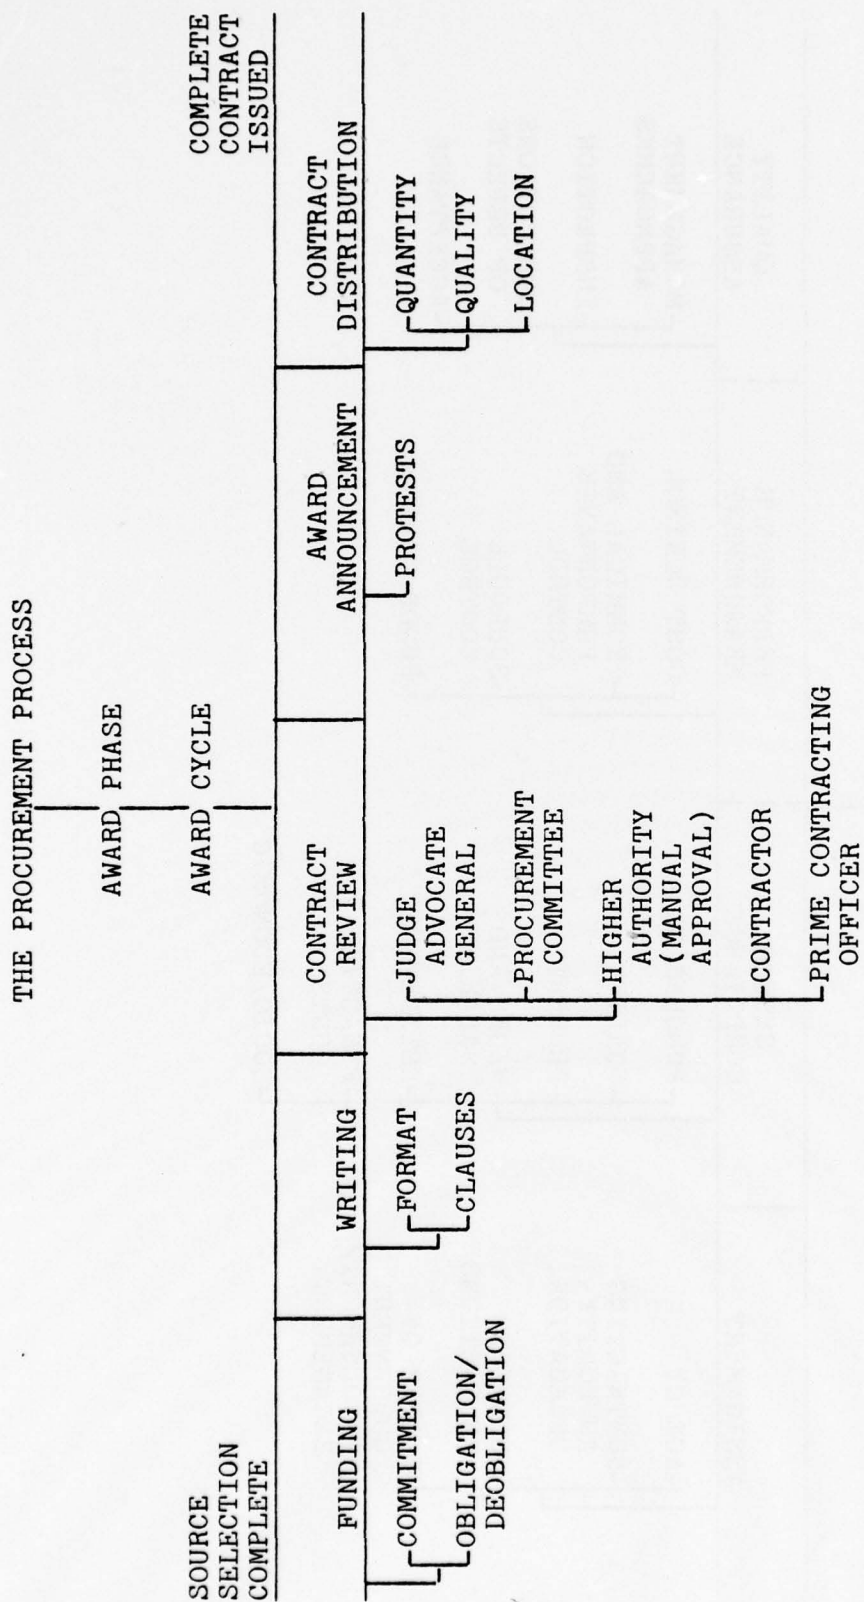 THE PROCUREMENT PROCESS
AWARD PHASE
AWARD CYCLE
SOURCE
SELECTION
COMPLETE
COMPLETE
CONTRACT
ISSUED
FUNDING
COMMITMENT
OBLIGATION/
DEOBLIGATION
WRITING
FORMAT
CLAUSES
CONTRACT
REVIEW
JUDGE
ADVOCATE
GENERAL
PROCUREMENT
COMMITTEE
HIGHER
AUTHORITY
(MANUAL
APPROVAL)
CONTRACTOR
PRIME CONTRACTING
OFFICER
AWARD
ANNOUNCEMENT
PROTESTS
CONTRACT
DISTRIBUTION
QUANTITY
QUALITY
LOCATION